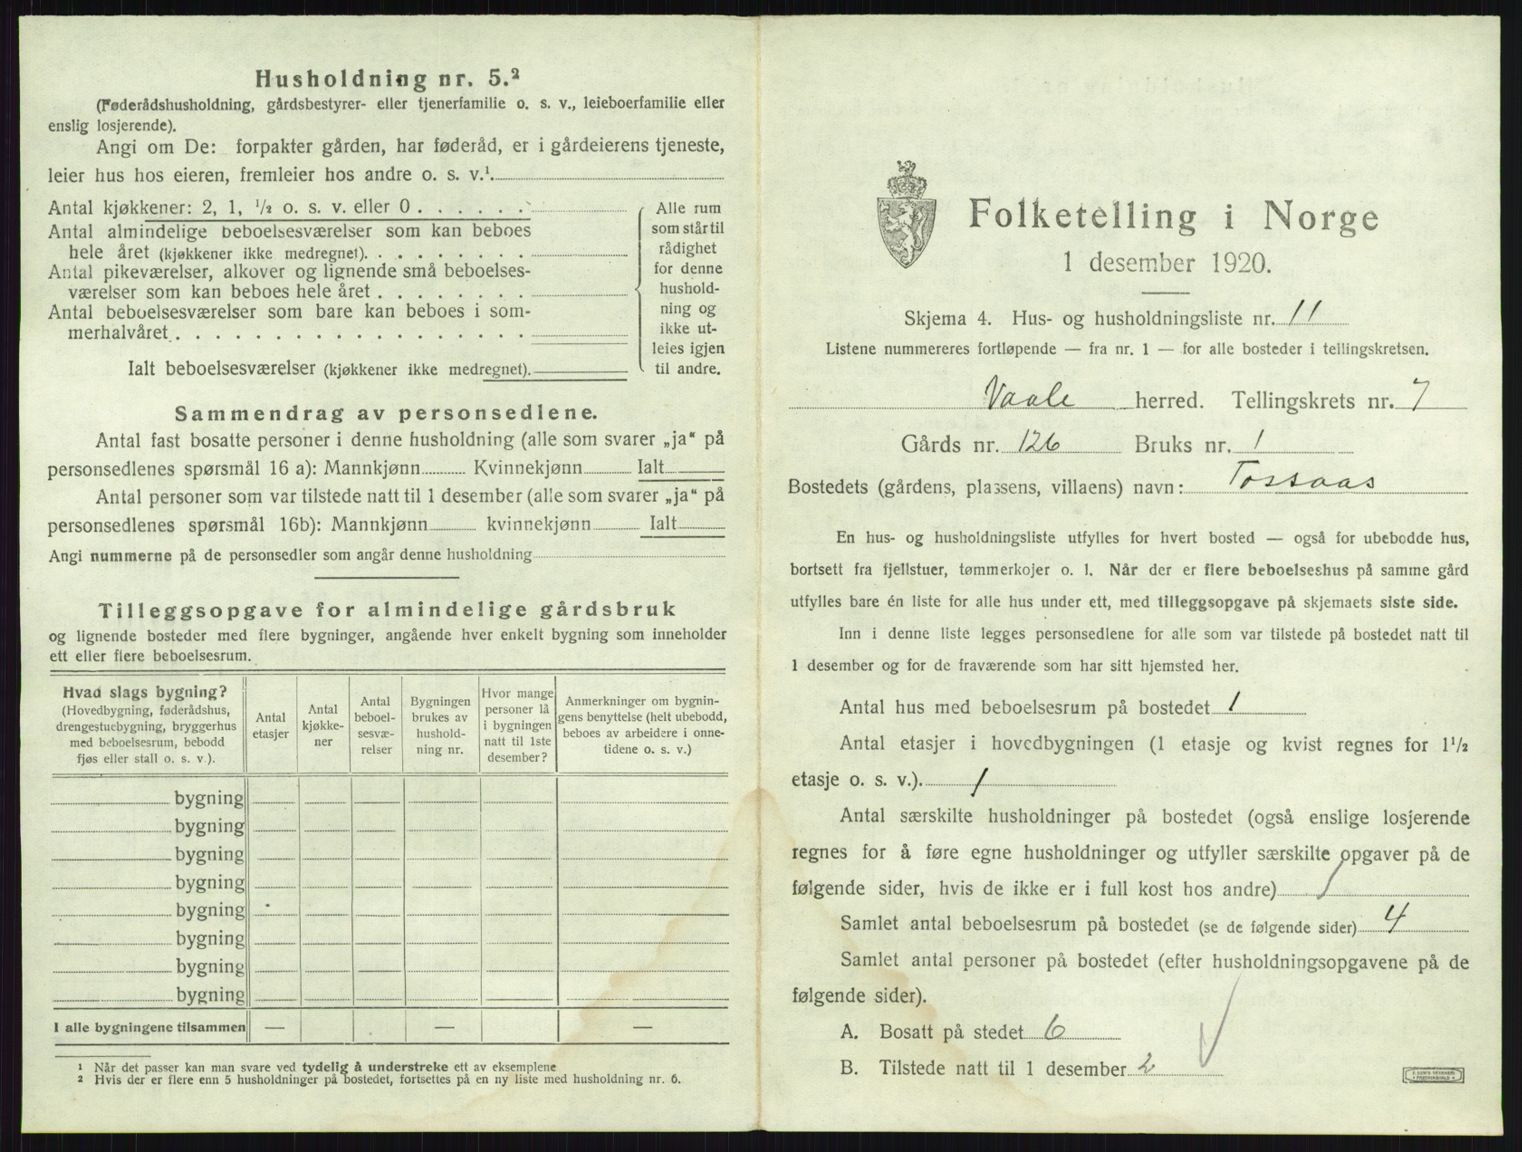 Husholdning nr. 5.²
(Føderådshusholdning, gårdsbestyrer- eller tjenerfamilie o. s. v., leieboerfamilie eller
enslig losjerende).
Angi om De: forpakter gården, har føderåd, er i gårdeierens tjeneste,
leier hus hos eieren, fremleier hos andre o. s. v.¹
Antal kjøkkener: 2, 1, ½ o. s. v. eller 0
Antal almindelige beboelsesværelser som kan beboes
hele året (kjøkkener ikke medregnet).
Antal pikeværelser, alkover og lignende små beboelses-
værelser som kan beboes hele året
Antal beboelsesværelser som bare kan beboes i som-
merhalvåret
Ialt beboelsesværelser (kjøkkener ikke medregnet).
Alle rum
som står til
rådighet
for denne
hushold-
ning og
ikke ut-
leies igjen
til andre.
Sammendrag av personsedlene.
Antal fast bosatte personer i denne husholdning (alle som svarer „ja“ på
personsedlenes spørsmål 16 a): Mannkjønn Kvinnekjønn Ialt
Antal personer som var tilstede natt til 1 desember (alle som svarer „ja“ på
personsedlenes spørsmål 16b): Mannkjønn kvinnekjønn Ialt
Angi nummerne på de personsedler som angår denne husholdning
Tilleggsopgave for almindelige gårdsbruk
og lignende bosteder med flere bygninger, angående hver enkelt bygning som inneholder
ett eller flere beboelsesrum.
Hvad slags bygning?
(Hovedbygning, føderådshus,
drengestuebygning, bryggerhus
med beboelsesrum, bebodd
fjøs eller stall o. s. v.).
Antal
etasjer
Antal
kjøkke-
ner
Antal
beboel-
sesvæ-
relser
Bygningen
brukes av
hushold-
ning nr.
Hvor mange
personer lå
i bygningen
natt til 1ste
desember?
Anmerkninger om bygnin-
gens benyttelse (helt ubebodd,
beboes av arbeidere i onne-
tidene o. s. v.)
bygning
bygning
bygning
bygning
bygning
bygning
bygning
bygning
I alle bygningene tilsammen — — —
¹ Når det passer kan man svare ved tydelig å understreke ett av eksemplene
² Hvis der er flere enn 5 husholdninger på bostedet, fortsettes på en ny liste med husholdning nr. 6.
Folketelling i Norge
1 desember 1920.
Skjema 4. Hus- og husholdningsliste nr. 11
Listene nummereres fortløpende — fra nr. 1 — for alle bosteder i tellingskretsen.
Vaale herred. Tellingskrets nr. 7
Gårds nr. 126 Bruks nr. 1
Bostedets (gårdens, plassens, villaens) navn: Tossaas
En hus- og husholdningsliste utfylles for hvert bosted — også for ubebodde hus,
bortsett fra fjellstuer, tømmerkojer o. l. Når der er flere beboelseshus på samme gård
utfylles bare én liste for alle hus under ett, med tilleggsopgave på skjemaets siste side.
Inn i denne liste legges personsedlene for alle som var tilstede på bostedet natt til
1 desember og for de fraværende som har sitt hjemsted her.
Antal hus med beboelsesrum på bostedet 1
Antal etasjer i hovedbygningen (1 etasje og kvist regnes for 1½
etasje o. s. v.). 1
Antal særskilte husholdninger på bostedet (også enslige losjerende
regnes for å føre egne husholdninger og utfyller særskilte opgaver på de
følgende sider, hvis de ikke er i full kost hos andre) 1
Samlet antal beboelsesrum på bostedet (se de følgende sider) 4
Samlet antal personer på bostedet (efter husholdningsopgavene på de
følgende sider).
A. Bosatt på stedet 6
B. Tilstede natt til 1 desember 2